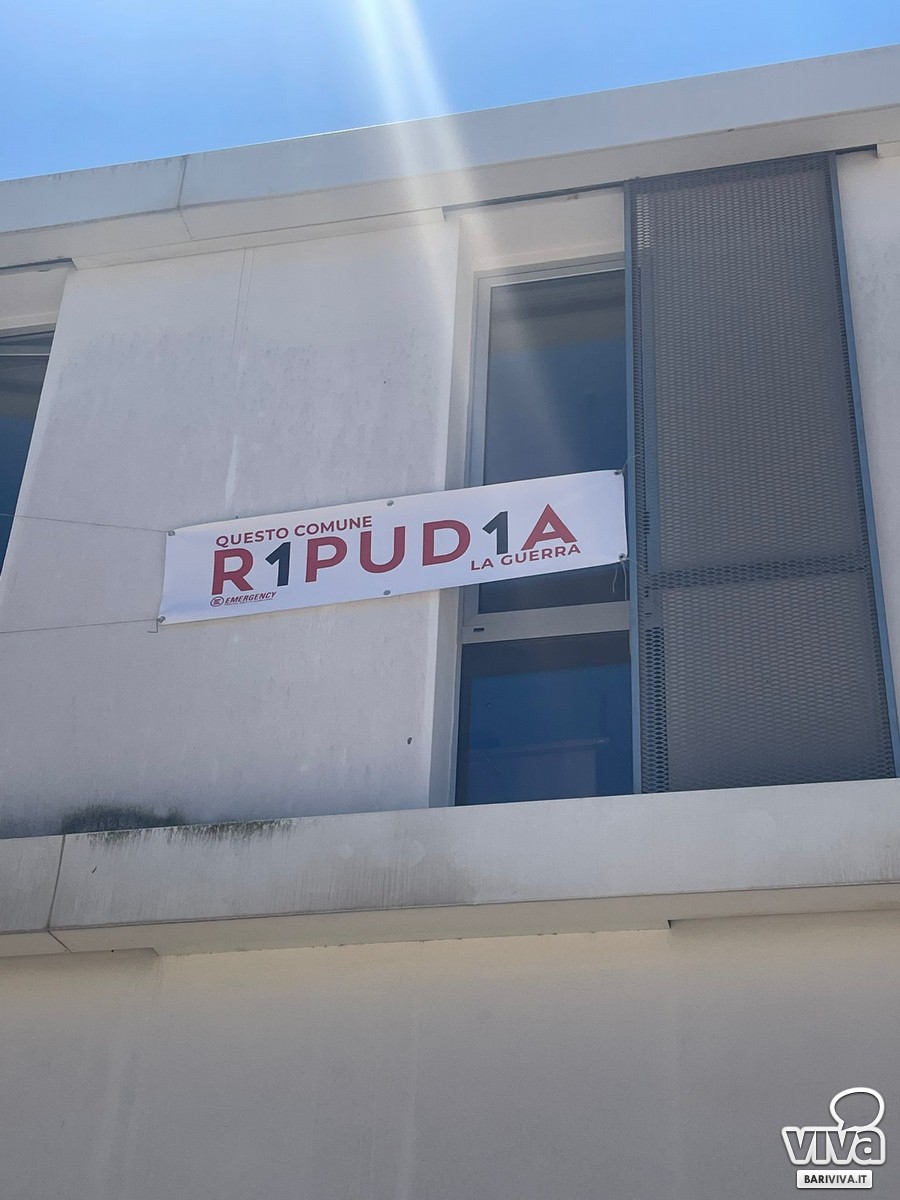 QUESTO COMUNE
R1PUD1A
LA GUERRA
EMERGENCY
viva
BARIVIVA.IT